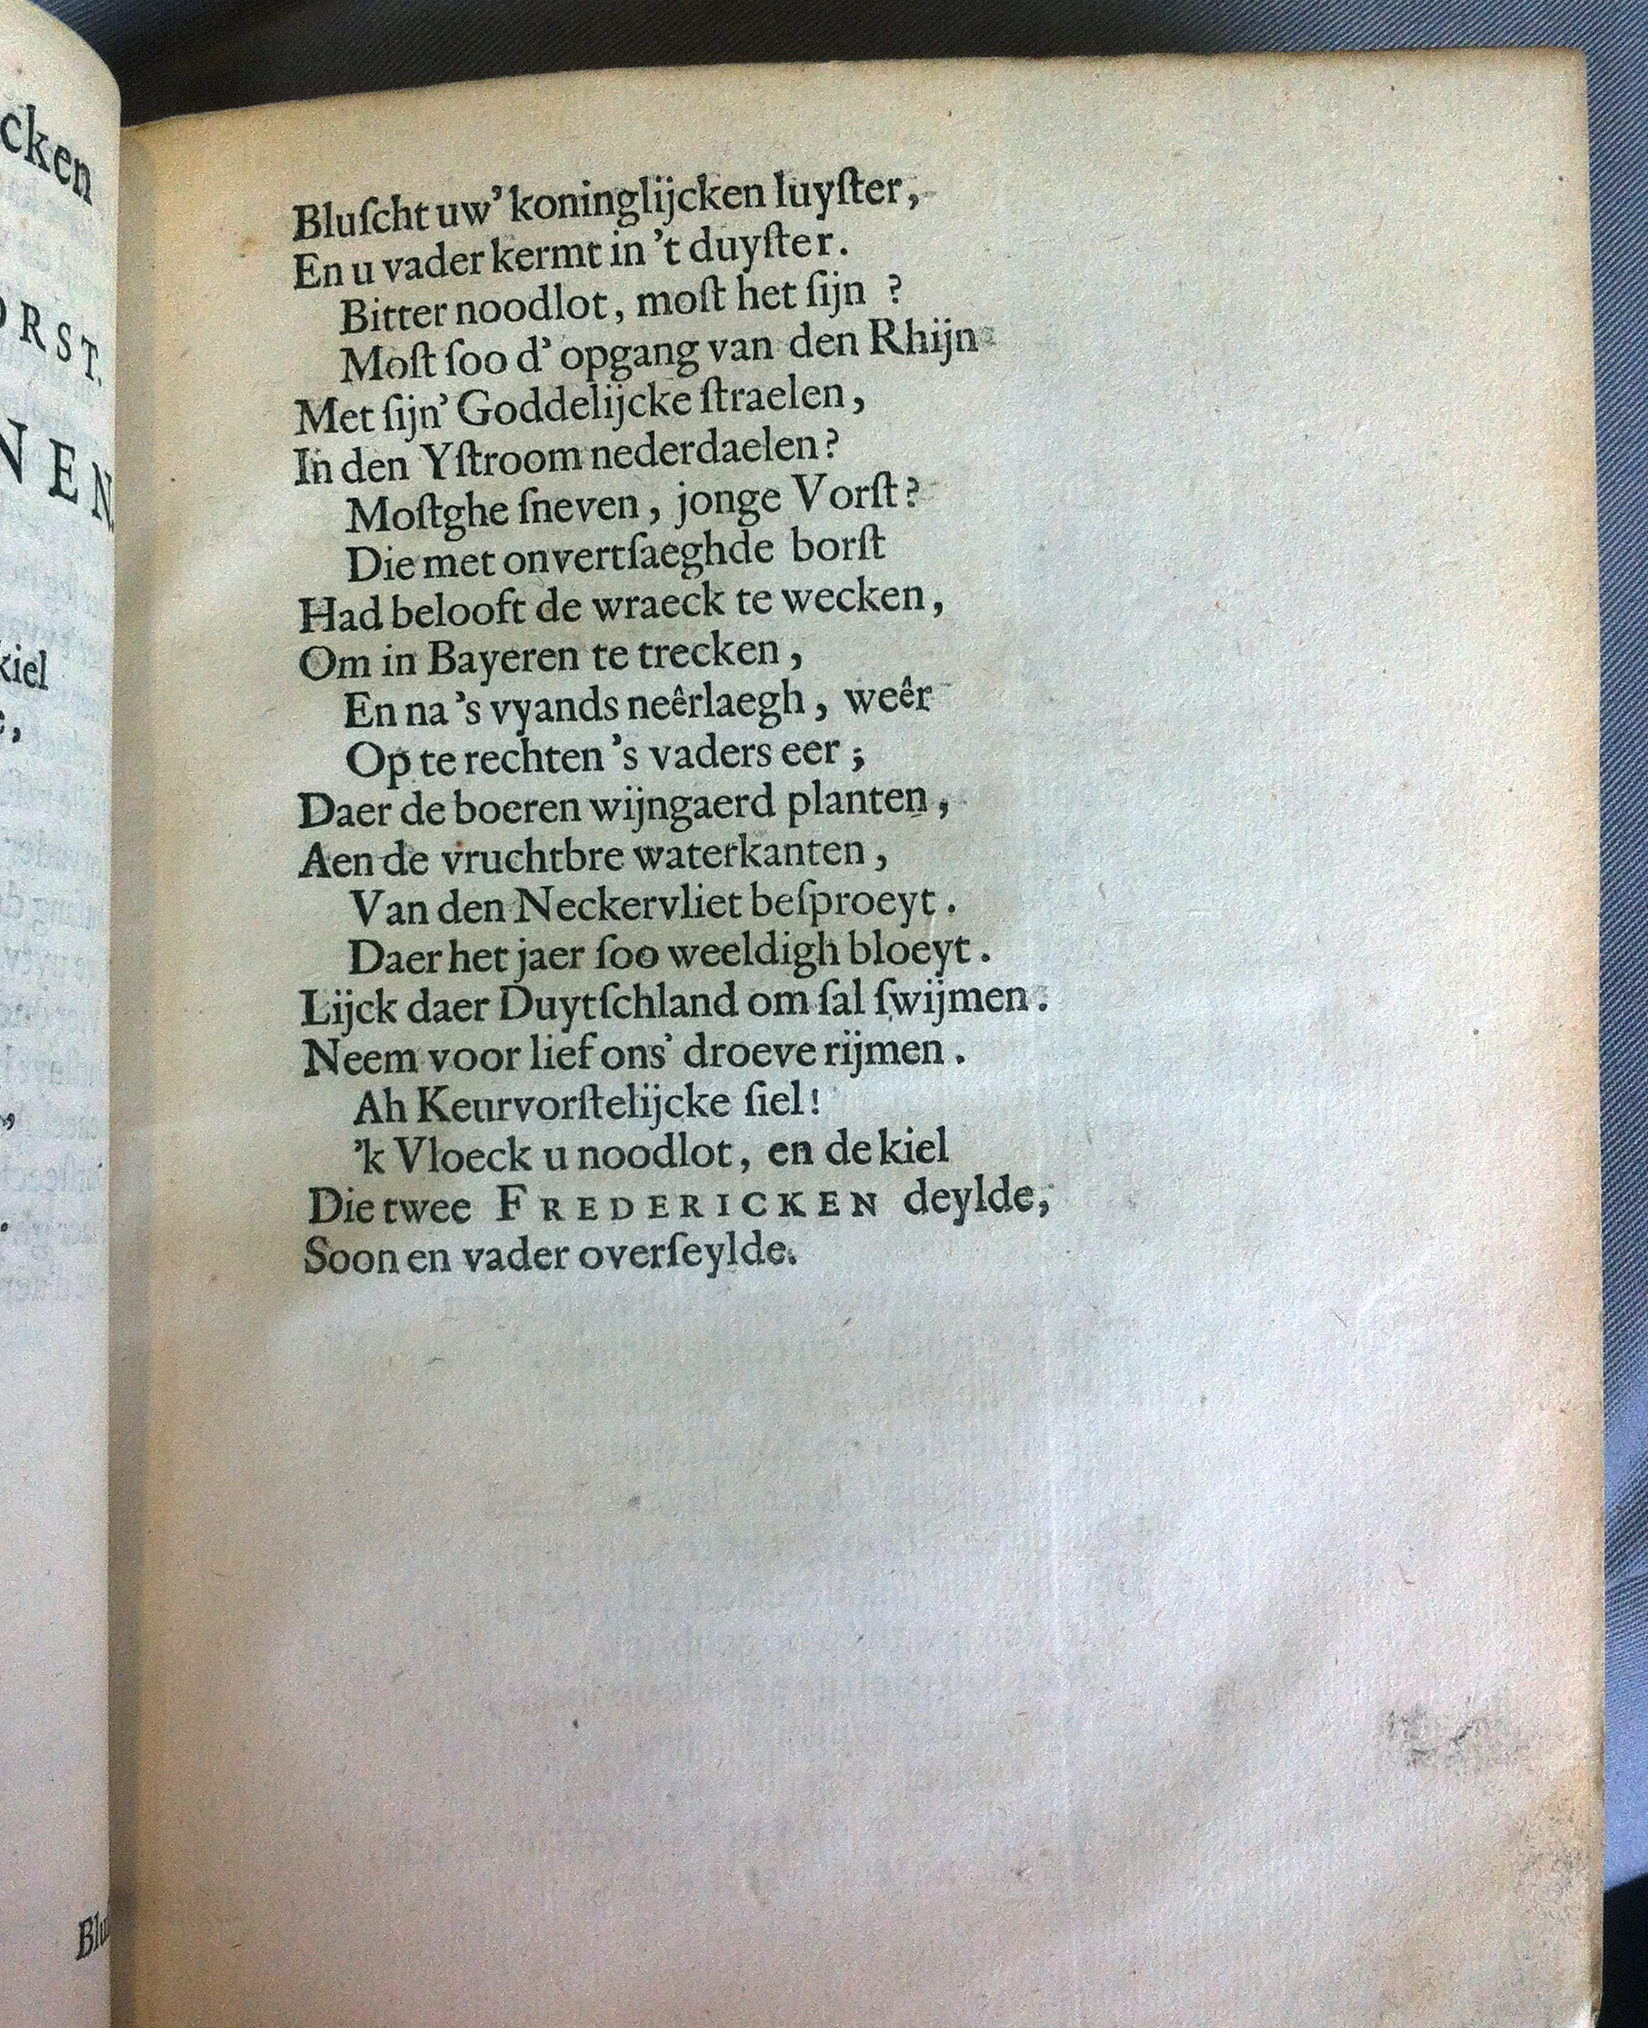 cken
ORST.
NEN.
kiel
Blu
Bluſcht uw’ koninglijcken luyſter,
En u vader kermt in ’t duyſter.
Bitter noodlot, moſt het ſijn ?
Moſt ſoo d’ opgang van den Rhijn
Met ſijn’ Goddelijcke ſtraelen,
In den Yſtroom nederdaelen?
Moſtghe ſneven, jonge Vorſt?
Die met onvertſaeghde borſt
Had belooft de wraeck te wecken,
Om in Bayeren te trecken,
En na ’s vyands neêrlaegh, weêr
Op te rechten ’s vaders eer;
Daer de boeren wijngaerd planten,
Aen de vruchtbre waterkanten,
Van den Neckervliet beſproeyt.
Daer het jaer ſoo weeldigh bloeyt.
Lijck daer Duytſchland om ſal ſwijmen.
Neem voor lief ons’ droeve rijmen.
Ah Keurvorſtelijcke ſiel!
’k Vloeck u noodlot, en de kiel
Die twee FREDERICKEN deylde,
Soon en vader overſeylde.